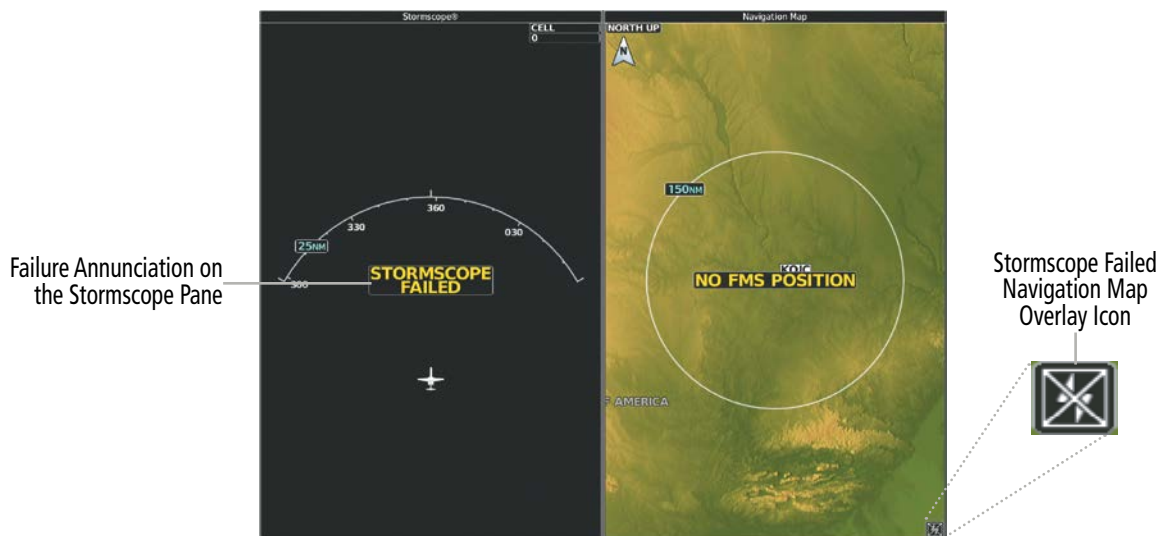 Stormscope®
CELL
0
360
330
030
25NM
300
STORMSCOPE
FAILED
Navigation Map
NORTH UP
N
150NM
KOJC
NO FMS POSITION
F AMERICA
Failure Annunciation on
the Stormscope Pane
Stormscope Failed
Navigation Map
Overlay Icon